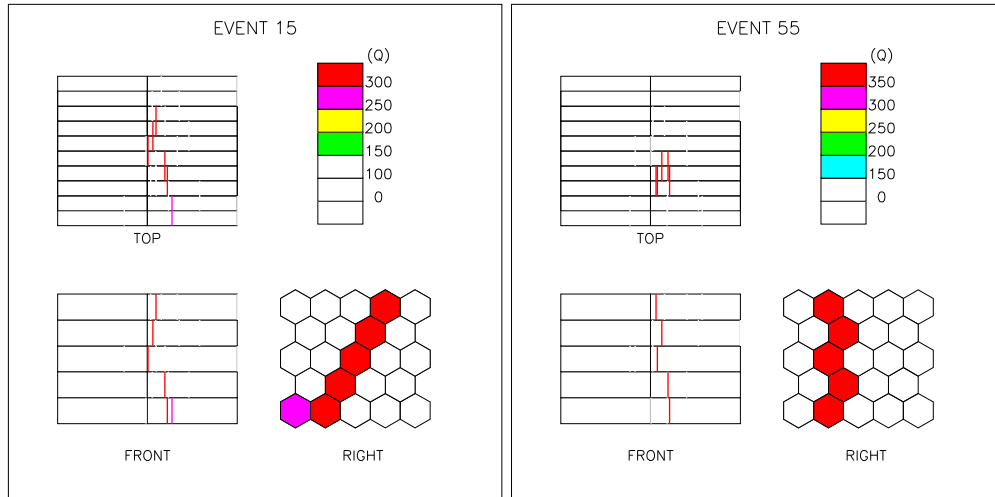 EVENT 15
(Q)
300
250
200
150
100
0
TOP
FRONT
RIGHT
EVENT 55
(Q)
350
300
250
200
150
0
TOP
FRONT
RIGHT